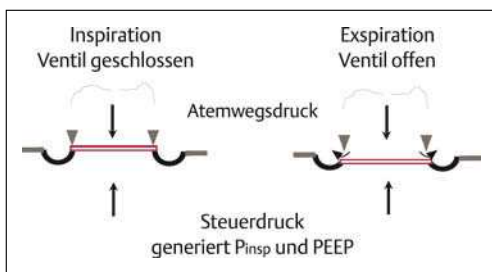 Inspiration
Ventil geschlossen
Exspiration
Ventil offen
Atemwegsdruck
Steuerdruck
generiert Pinsp und PEEP